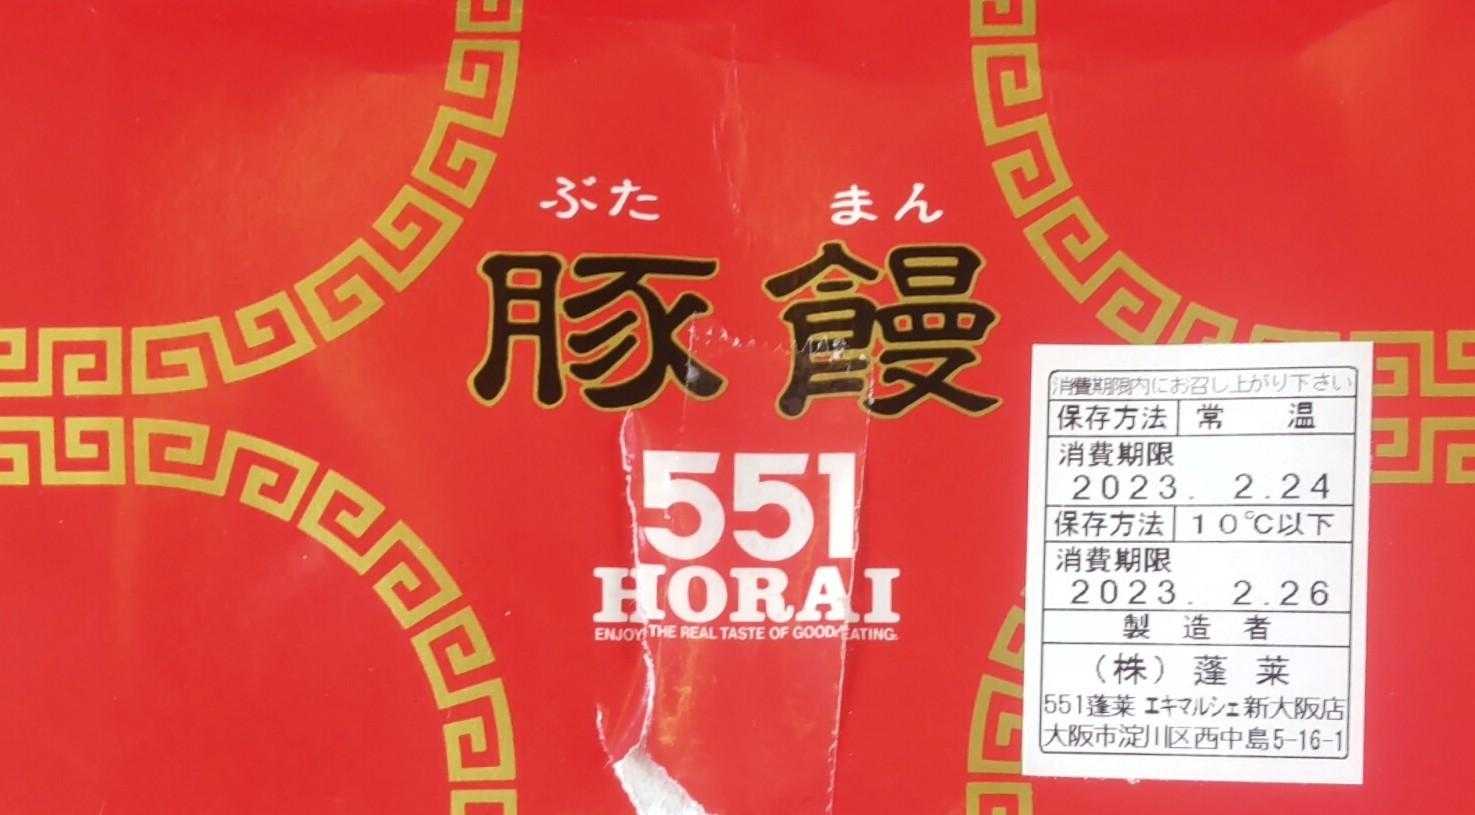 ぶた まん
豚饅
551
HORAI
ENJOY THE REAL TASTE OF GOOD EATING.
消費期限内にお召し上がり下さい
保存方法 常 温
消費期限
2023. 2.24
保存方法 10℃以下
消費期限
2023. 2.26
製 造 者
（株）蓬 莱
551蓬莱 エキマルシェ新大阪店
大阪市淀川区西中島5-16-1